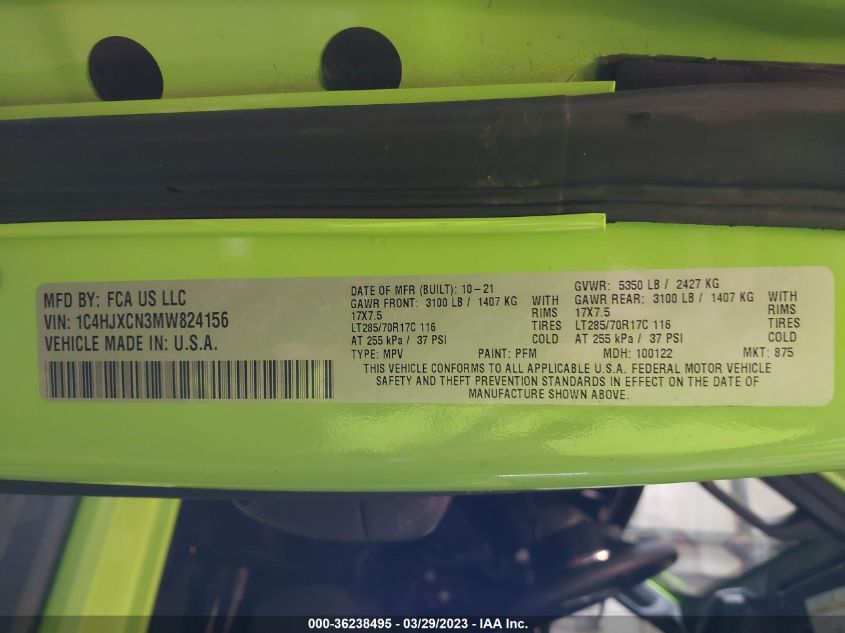 MFD BY: FCA US LLC
VIN: 1C4HJXCN3MW824156
VEHICLE MADE IN: U.S.A.
DATE OF MFR (BUILT): 10-21
GAWR FRONT: 3100 LB / 1407 KG
17X7.5 RIMS
LT285/70R17C 116 TIRES
AT 255 kPa / 37 PSI COLD
GVWR: 5350 LB / 2427 KG
GAWR REAR: 3100 LB / 1407 KG
17X7.5 RIMS
LT285/70R17C 116 TIRES
AT 255 kPa / 37 PSI COLD
TYPE: MPV PAINT: PFM MDH: 100122 MKT: 875
THIS VEHICLE CONFORMS TO ALL APPLICABLE U.S.A. FEDERAL MOTOR VEHICLE
SAFETY AND THEFT PREVENTION STANDARDS IN EFFECT ON THE DATE OF
MANUFACTURE SHOWN ABOVE.
000-36238495 - 03/29/2023 - IAA Inc.